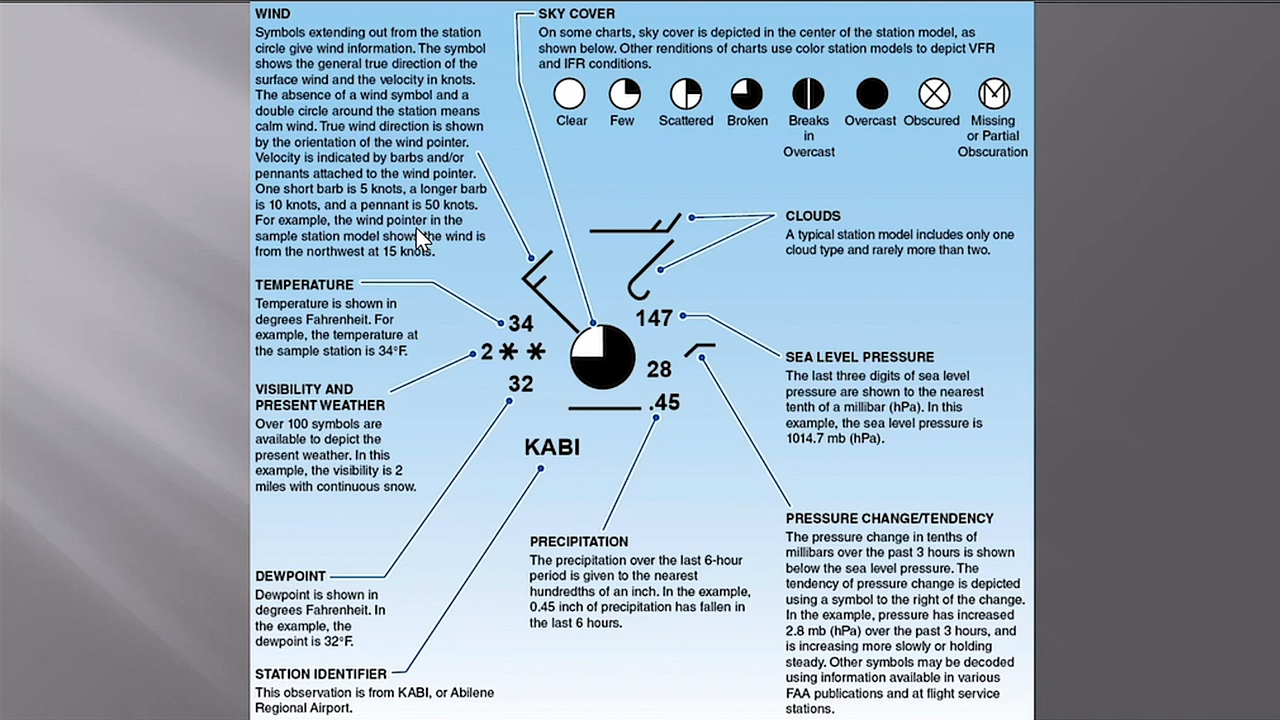 WIND
Symbols extending out from the station
circle give wind information. The symbol
shows the general true direction of the
surface wind and the velocity in knots.
The absence of a wind symbol and a
double circle around the station means
calm wind. True wind direction is shown
by the orientation of the wind pointer.
Velocity is indicated by barbs and/or
pennants attached to the wind pointer.
One short barb is 5 knots, a longer barb
is 10 knots, and a pennant is 50 knots.
For example, the wind pointer in the
sample station model shows the wind is
from the northwest at 15 knots.
TEMPERATURE
Temperature is shown in
degrees Fahrenheit. For
example, the temperature at
the sample station is 34°F.
VISIBILITY AND
PRESENT WEATHER
Over 100 symbols are
available to depict the
present weather. In this
example, the visibility is 2
miles with continuous snow.
DEWPOINT
Dewpoint is shown in
degrees Fahrenheit. In
the example, the
dewpoint is 32°F.
STATION IDENTIFIER
This observation is from KABI, or Abilene
Regional Airport.
SKY COVER
On some charts, sky cover is depicted in the center of the station model, as
shown below. Other renditions of charts use color station models to depict VFR
and IFR conditions.
Clear Few Scattered Broken Breaks in Overcast Overcast Obscured Missing or Partial Obscuration
34
2
32
147
28
.45
KABI
PRECIPITATION
The precipitation over the last 6-hour
period is given to the nearest
hundredths of an inch. In the example,
0.45 inch of precipitation has fallen in
the last 6 hours.
CLOUDS
A typical station model includes only one
cloud type and rarely more than two.
SEA LEVEL PRESSURE
The last three digits of sea level
pressure are shown to the nearest
tenth of a millibar (hPa). In this
example, the sea level pressure is
1014.7 mb (hPa).
PRESSURE CHANGE/TENDENCY
The pressure change in tenths of
millibars over the past 3 hours is shown
below the sea level pressure. The
tendency of pressure change is depicted
using a symbol to the right of the change.
In the example, pressure has increased
2.8 mb (hPa) over the past 3 hours, and
is increasing more slowly or holding
steady. Other symbols may be decoded
using information available in various
FAA publications and at flight service
stations.